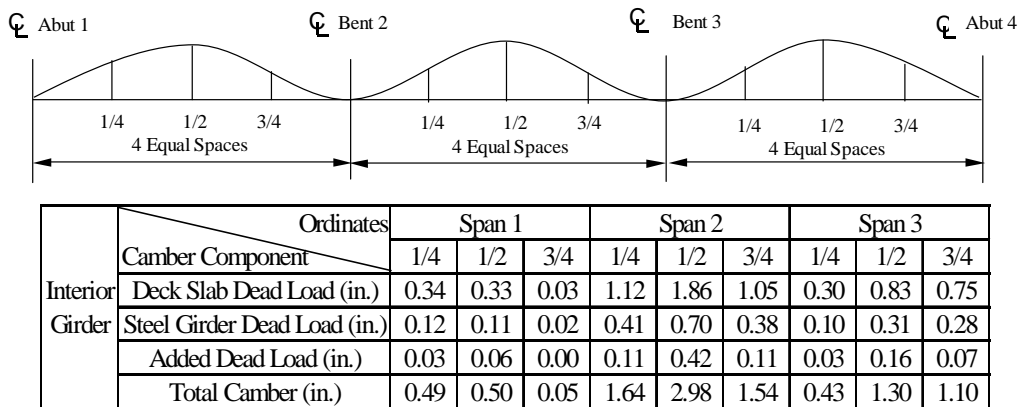 ℄ Abut 1 ℄ Bent 2 ℄ Bent 3 ℄ Abut 4
1/4 1/2 3/4 1/4 1/2 3/4 1/4 1/2 3/4
4 Equal Spaces 4 Equal Spaces 4 Equal Spaces
Ordinates Span 1 Span 2 Span 3
Camber Component 1/4 1/2 3/4 1/4 1/2 3/4 1/4 1/2 3/4
Interior Deck Slab Dead Load (in.) 0.34 0.33 0.03 1.12 1.86 1.05 0.30 0.83 0.75
Girder Steel Girder Dead Load (in.) 0.12 0.11 0.02 0.41 0.70 0.38 0.10 0.31 0.28
Added Dead Load (in.) 0.03 0.06 0.00 0.11 0.42 0.11 0.03 0.16 0.07
Total Camber (in.) 0.49 0.50 0.05 1.64 2.98 1.54 0.43 1.30 1.10